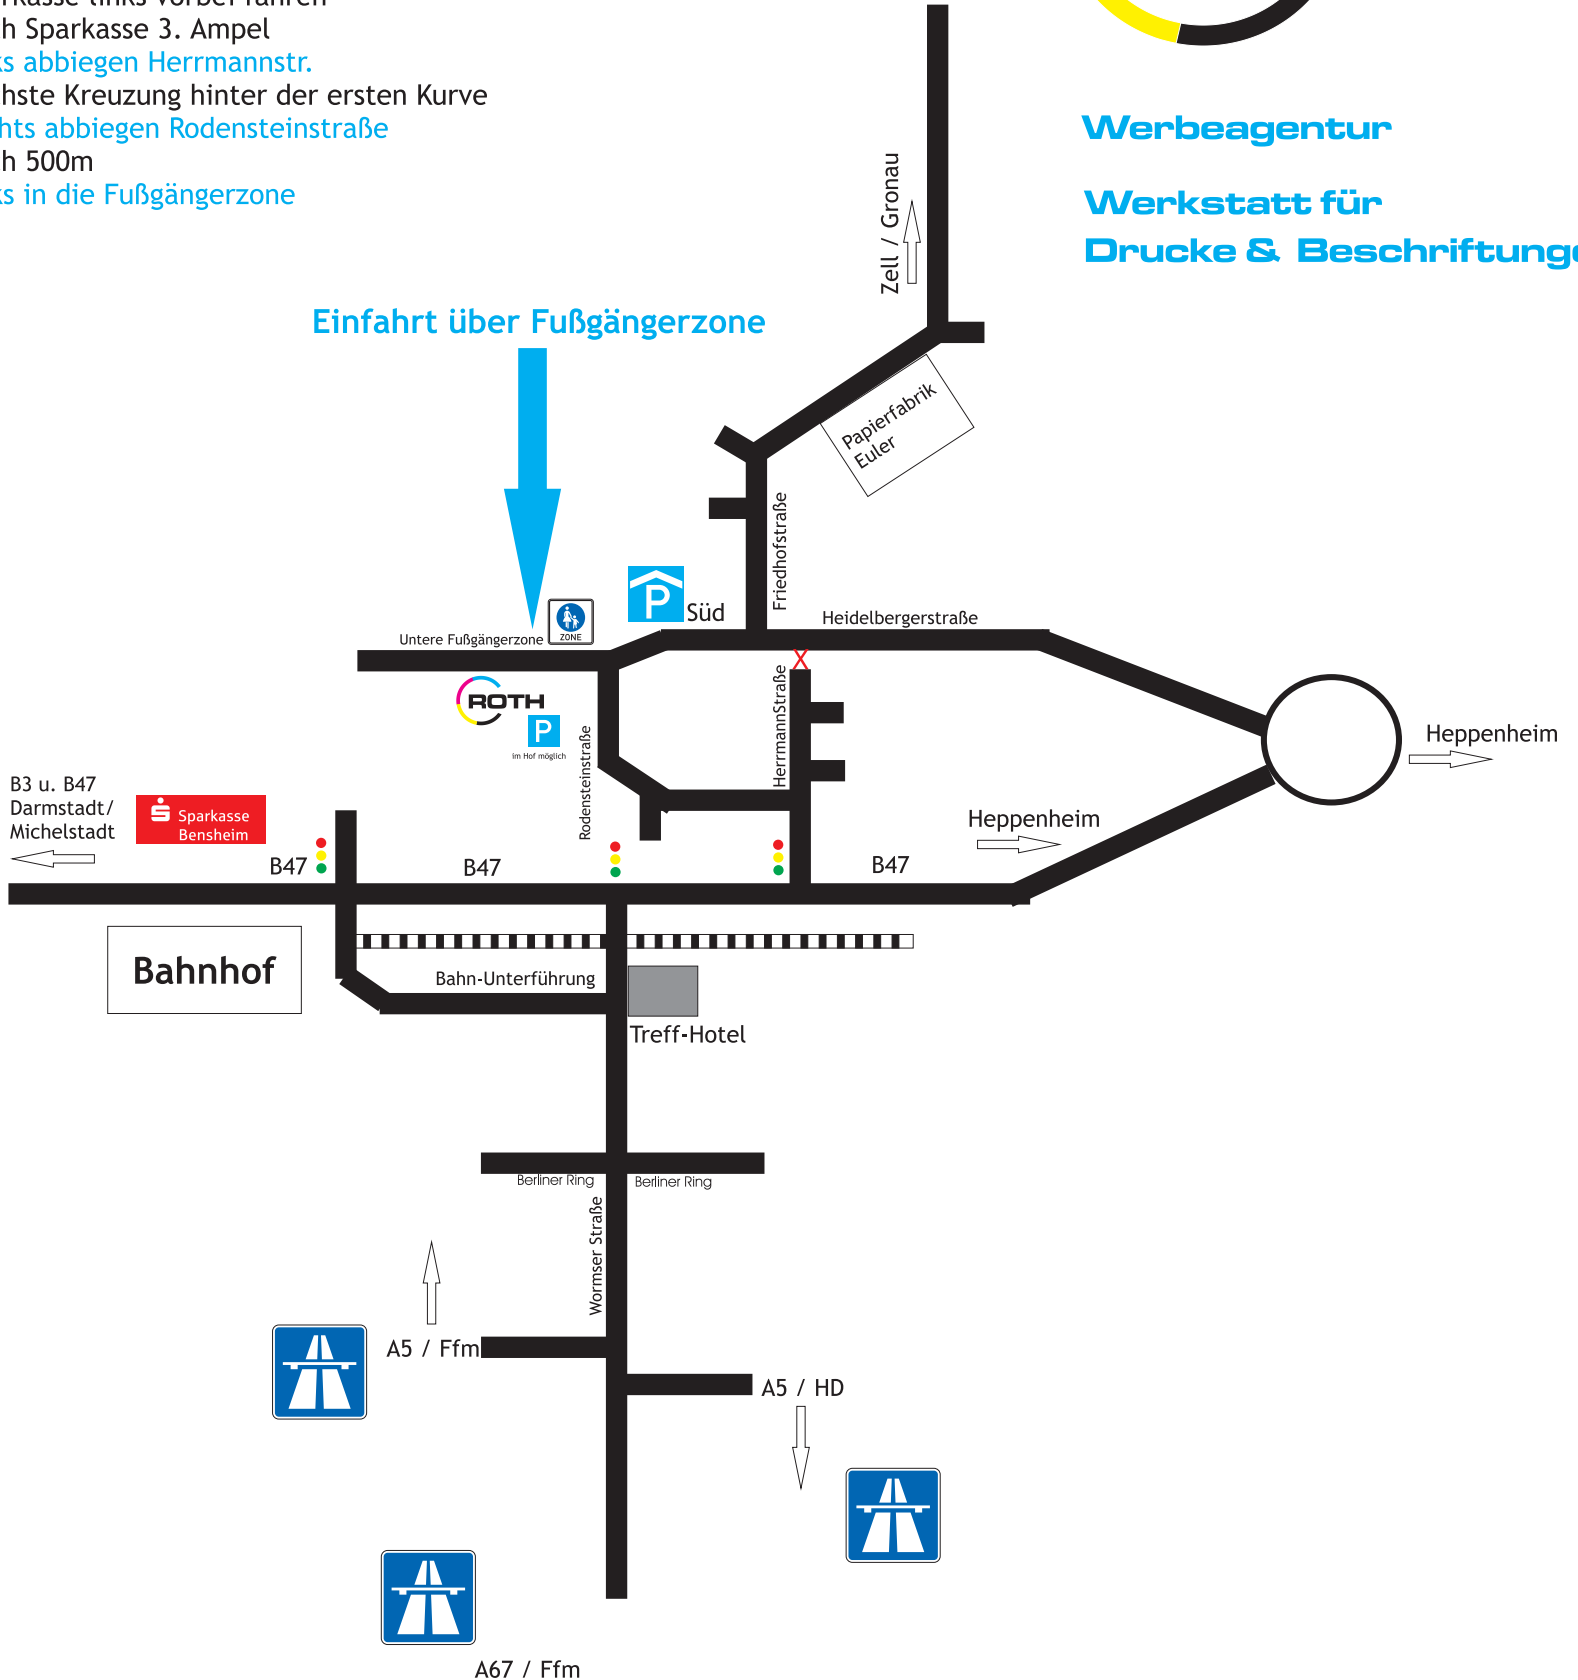 h Sparkasse 3. Ampel
s abbiegen Herrmannstr.
hste Kreuzung hinter der ersten Kurve
hts abbiegen Rodensteinstraße
h 500m
s in die Fußgängerzone
Werbeagentur
Werkstatt für
Drucke & Beschriftunge
Zell / Gronau
Einfahrt über Fußgängerzone
Papierfabrik
Euler
Friedhofstraße
P
Süd
Heidelbergerstraße
Untere Fußgängerzone
ZONE
X
ROTH
P
im Hof möglich
Rodensteinstraße
HerrmannStraße
Heppenheim
B3 u. B47
Darmstadt/
Michelstadt
Sparkasse
Bensheim
Heppenheim
B47
B47
B47
Bahnhof
Bahn-Unterführung
Treff-Hotel
Berliner Ring
Berliner Ring
Wormser Straße
A5 / Ffm
A5 / HD
A67 / Ffm